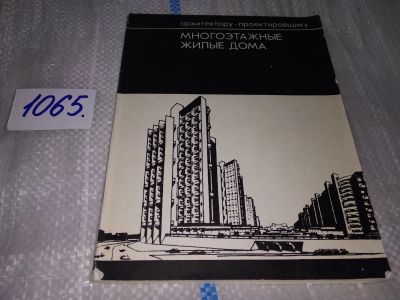 архитектору - проектировщику
МНОГОЭТАЖНЫЕ
ЖИЛЫЕ ДОМА
1065.